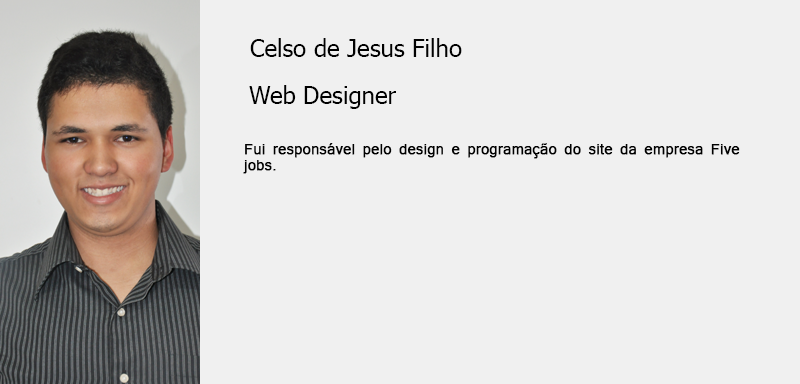 Celso de Jesus Filho
Web Designer
Fui responsável pelo design e programação do site da empresa Five
jobs.